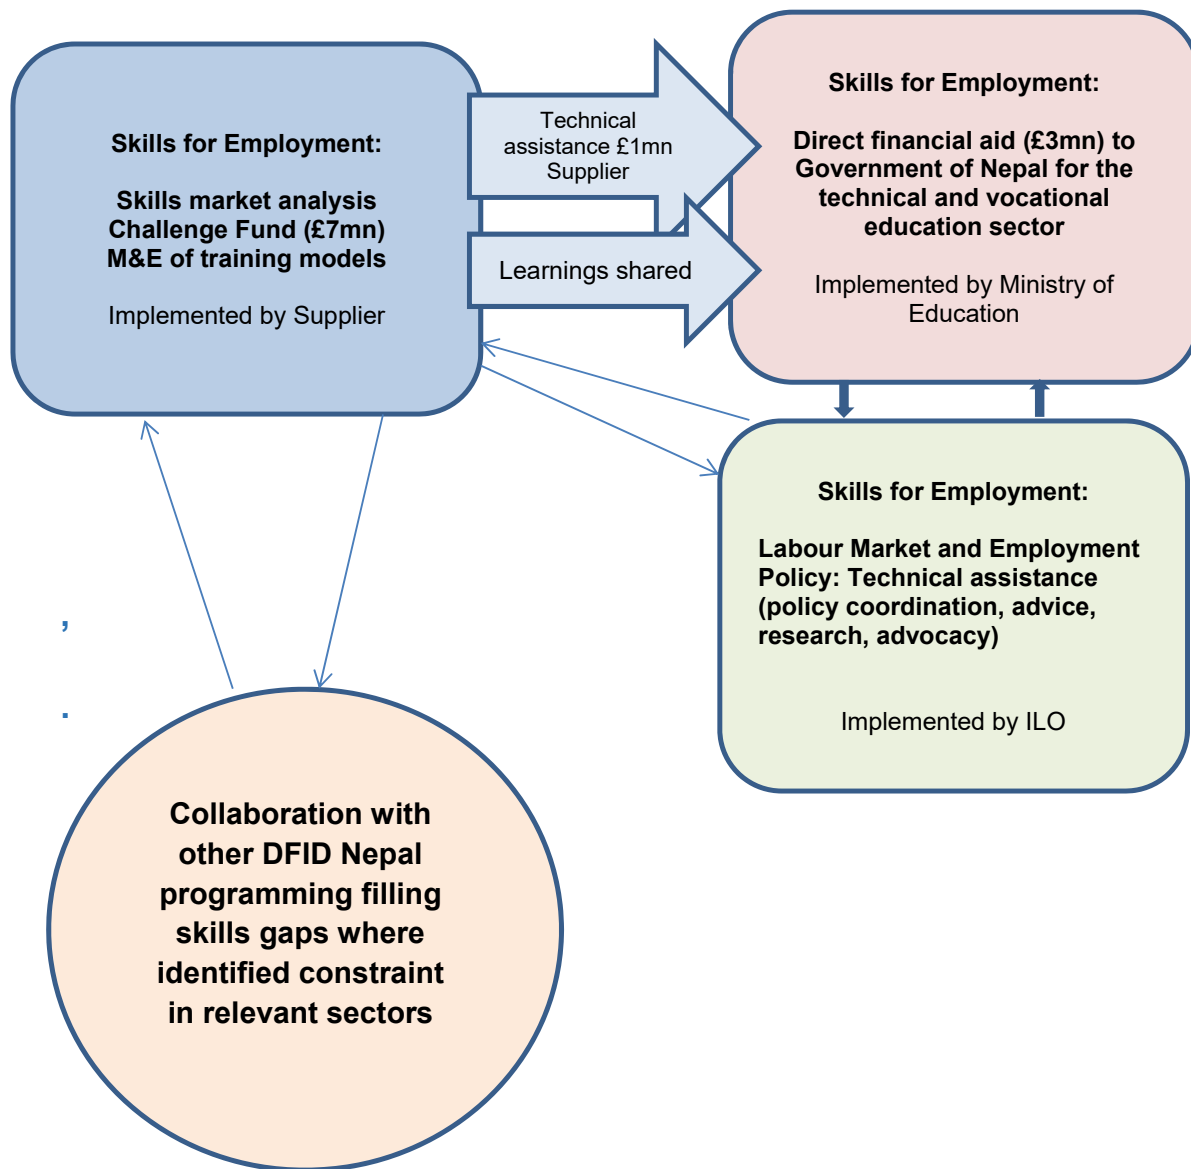 Skills for Employment:
Skills market analysis
Challenge Fund (£7mn)
M&E of training models
Implemented by Supplier
Technical
assistance £1mn
Supplier
Learnings shared
Skills for Employment:
Direct financial aid (£3mn) to
Government of Nepal for the
technical and vocational
education sector
Implemented by Ministry of
Education
Skills for Employment:
Labour Market and Employment
Policy: Technical assistance
(policy coordination, advice,
research, advocacy)
Implemented by ILO
,
.
Collaboration with
other DFID Nepal
programming filling
skills gaps where
identified constraint
in relevant sectors